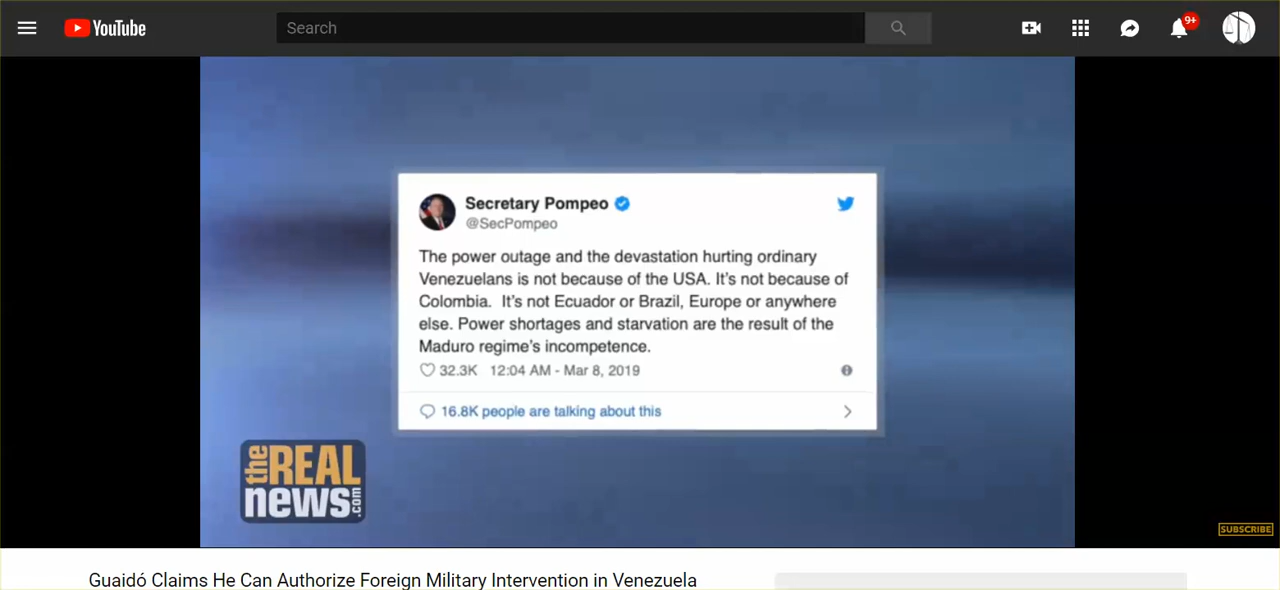 YouTube
Search
9+
Secretary Pompeo
@SecPompeo
The power outage and the devastation hurting ordinary
Venezuelans is not because of the USA. It's not because of
Colombia.  It's not Ecuador or Brazil, Europe or anywhere
else. Power shortages and starvation are the result of the
Maduro regime's incompetence.
32.3K 12:04 AM - Mar 8, 2019
16.8K people are talking about this
the REAL
news.com
SUBSCRIBE
Guaidó Claims He Can Authorize Foreign Military Intervention in Venezuela